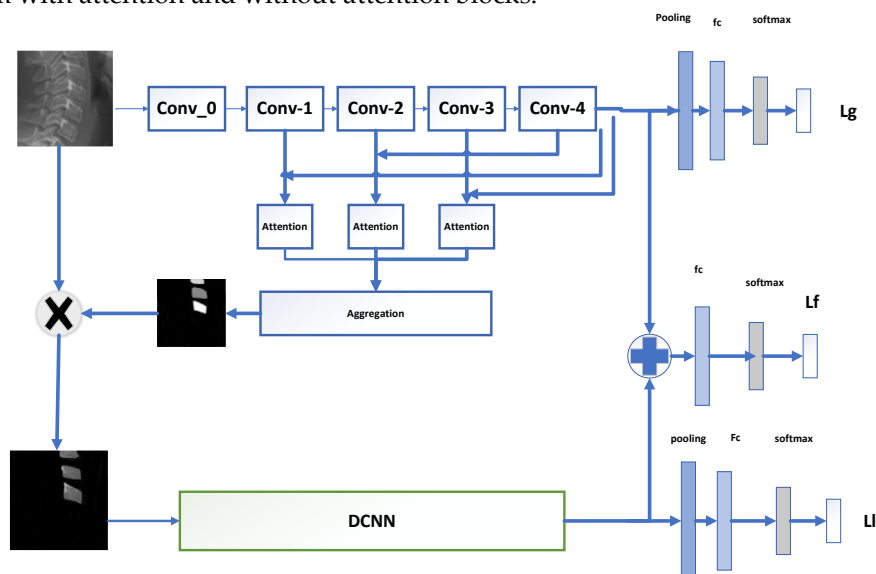 n with attention and without attention blocks.
Pooling
fc
softmax
Conv_0
Conv-1
Conv-2
Conv-3
Conv-4
Lg
Attention
Attention
Attention
fc
softmax
Lf
Aggregation
pooling
Fc
softmax
DCNN
Ll